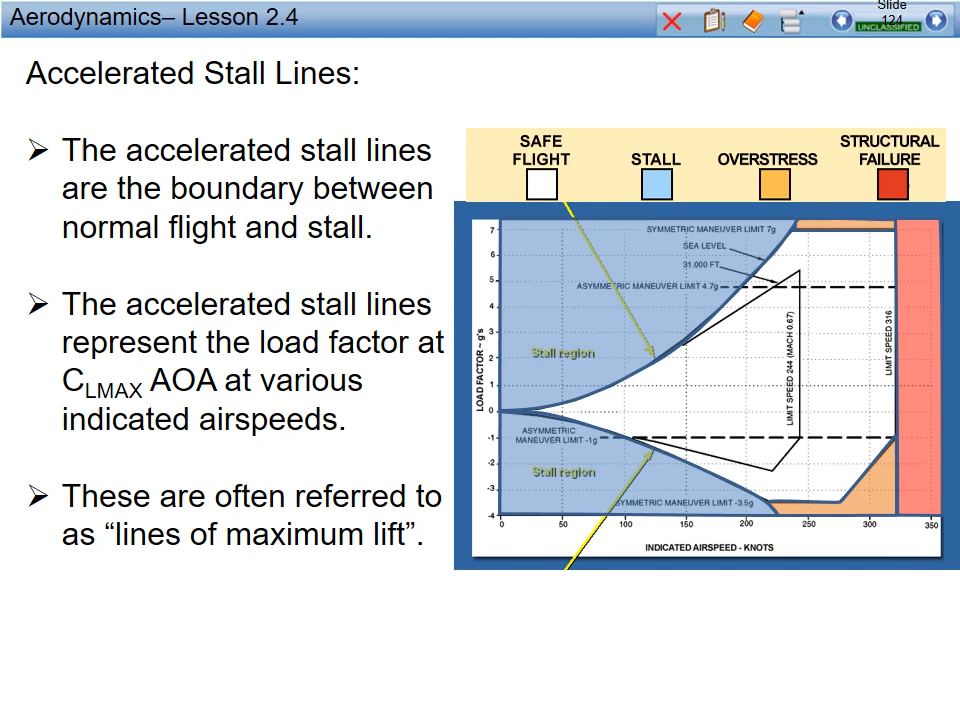 Aerodynamics– Lesson 2.4
Slide
124
UNCLASSIFIED
Accelerated Stall Lines:
➢ The accelerated stall lines
are the boundary between
normal flight and stall.
➢ The accelerated stall lines
represent the load factor at
CLMAX AOA at various
indicated airspeeds.
➢ These are often referred to
as “lines of maximum lift”.
SAFE
FLIGHT
STALL
OVERSTRESS
STRUCTURAL
FAILURE
SYMMETRIC MANEUVER LIMIT 7g
SEA LEVEL
31,000 FT
ASYMMETRIC MANEUVER LIMIT 4.7g
Stall region
LIMIT SPEED 244 (MACH 0.67)
LIMIT SPEED 316
ASYMMETRIC
MANEUVER LIMIT -1g
Stall region
SYMMETRIC MANEUVER LIMIT -3.5g
LOAD FACTOR ~ g's
7
6
5
4
3
2
1
0
-1
-2
-3
-4
0 50 100 150 200 250 300 350
INDICATED AIRSPEED - KNOTS